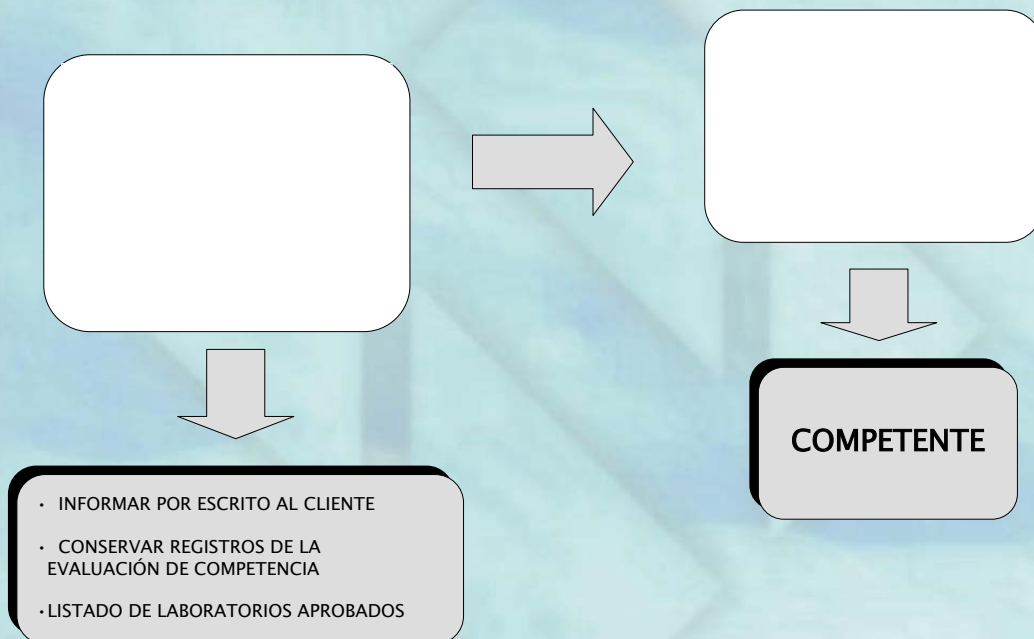 COMPETENTE
• INFORMAR POR ESCRITO AL CLIENTE
• CONSERVAR REGISTROS DE LA
EVALUACIÓN DE COMPETENCIA
•LISTADO DE LABORATORIOS APROBADOS